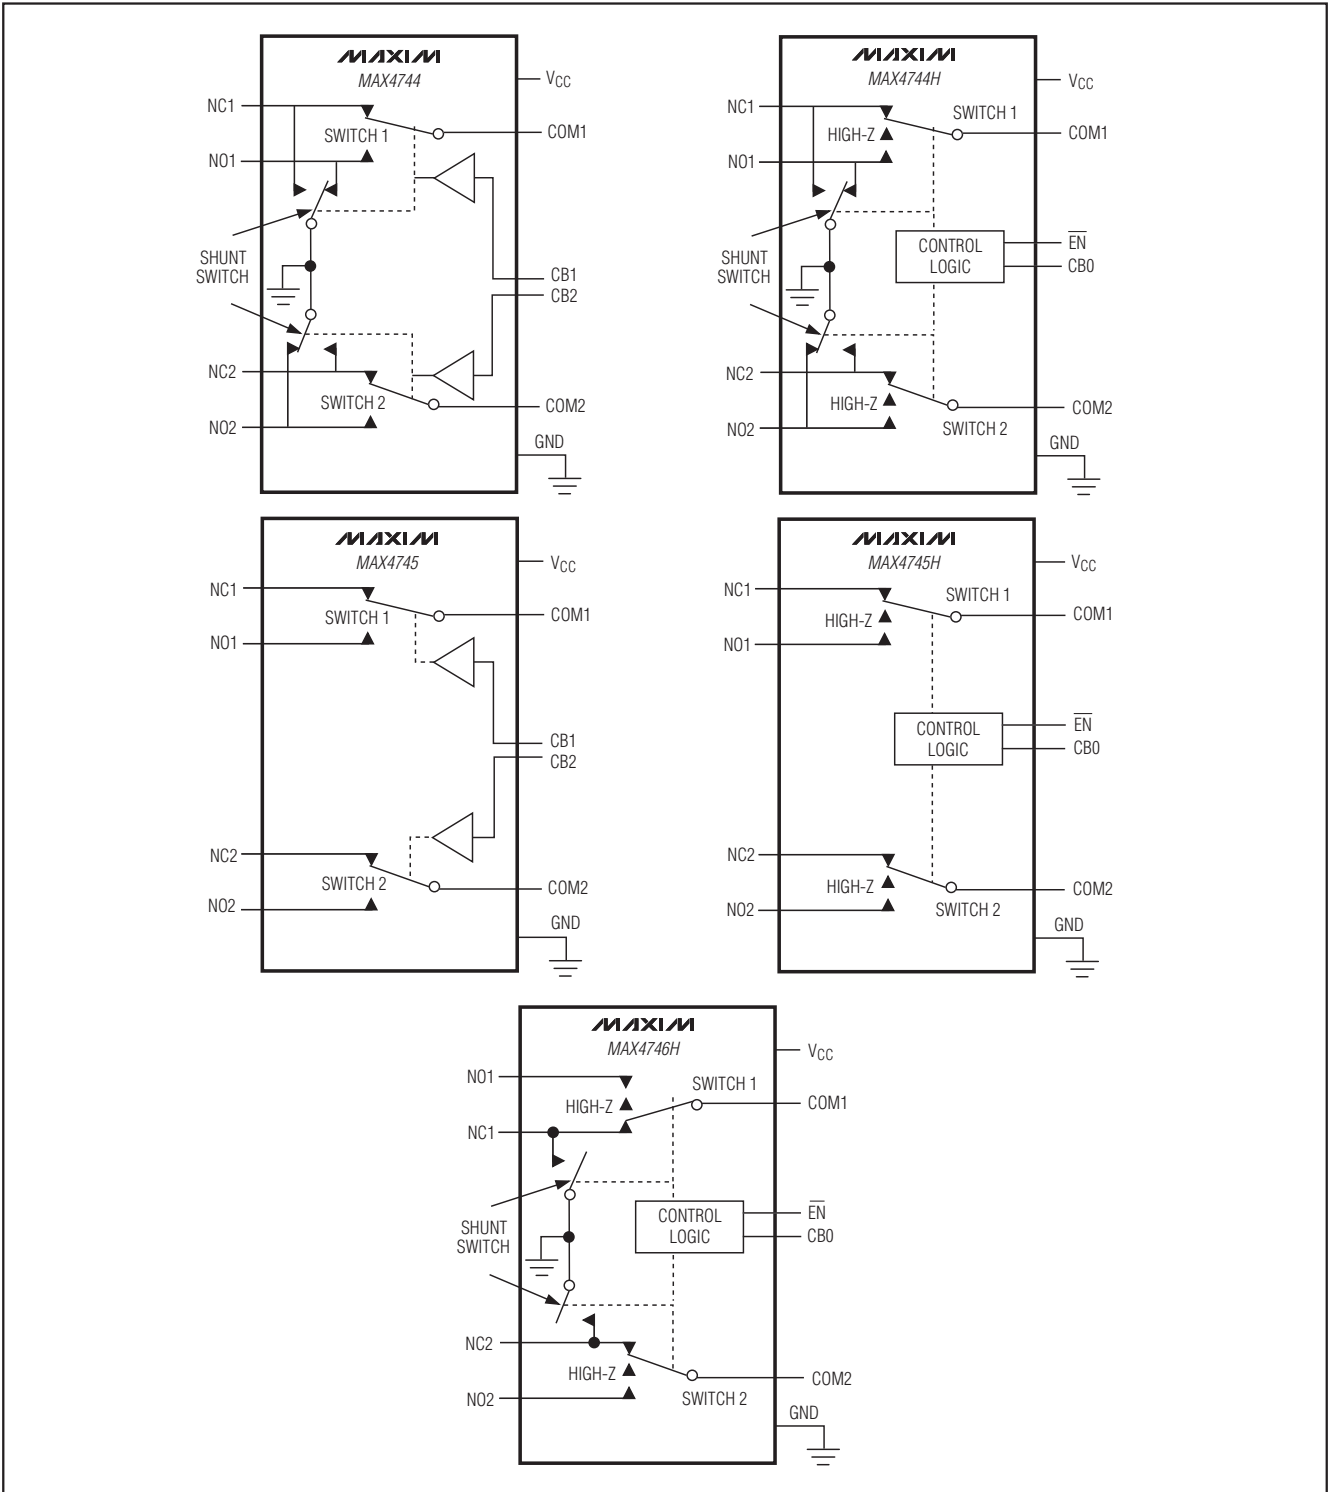 MAXIM
MAX4744
VCC
NC1
SWITCH 1
COM1
NO1
SHUNT
SWITCH
CB1
CB2
NC2
SWITCH 2
COM2
NO2
GND
MAXIM
MAX4744H
VCC
NC1
SWITCH 1
HIGH-Z
COM1
NO1
SHUNT
SWITCH
CONTROL
LOGIC
EN
CB0
NC2
HIGH-Z
COM2
NO2
SWITCH 2
GND
MAXIM
MAX4745
VCC
NC1
SWITCH 1
COM1
NO1
CB1
CB2
NC2
SWITCH 2
COM2
NO2
GND
MAXIM
MAX4745H
VCC
NC1
SWITCH 1
HIGH-Z
COM1
NO1
CONTROL
LOGIC
EN
CB0
NC2
HIGH-Z
COM2
NO2
SWITCH 2
GND
MAXIM
MAX4746H
VCC
NO1
SWITCH 1
HIGH-Z
COM1
NC1
SHUNT
SWITCH
CONTROL
LOGIC
EN
CB0
NC2
HIGH-Z
COM2
NO2
SWITCH 2
GND